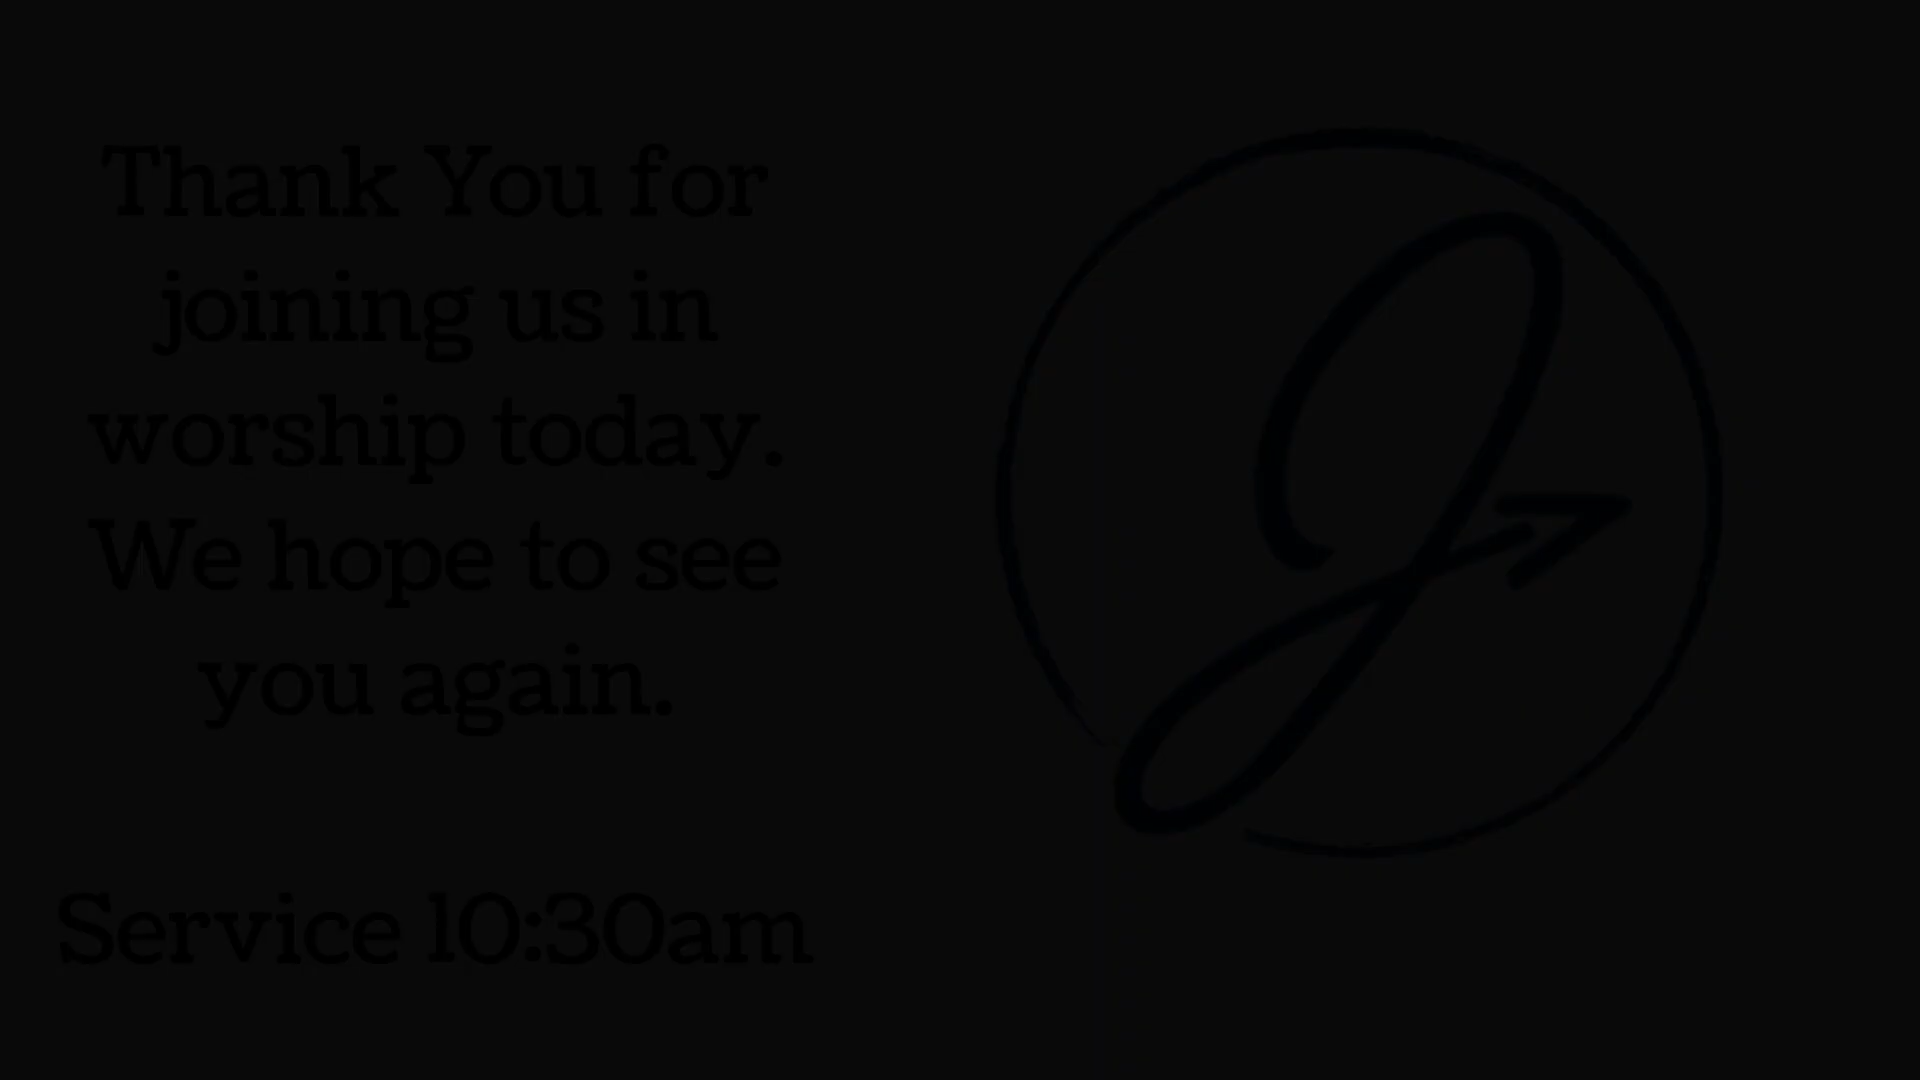 Thank You for
joining us in
worship today.
We hope to see
you again.
Service 10:30am